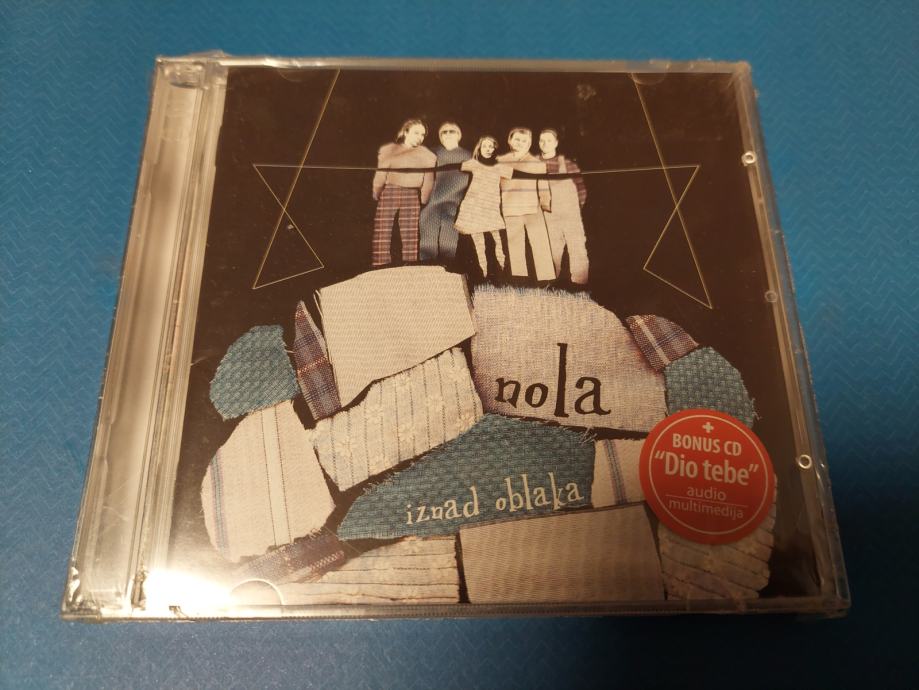 nola
iznad oblaka
+
BONUS CD
"Dio tebe"
audio
multimedija